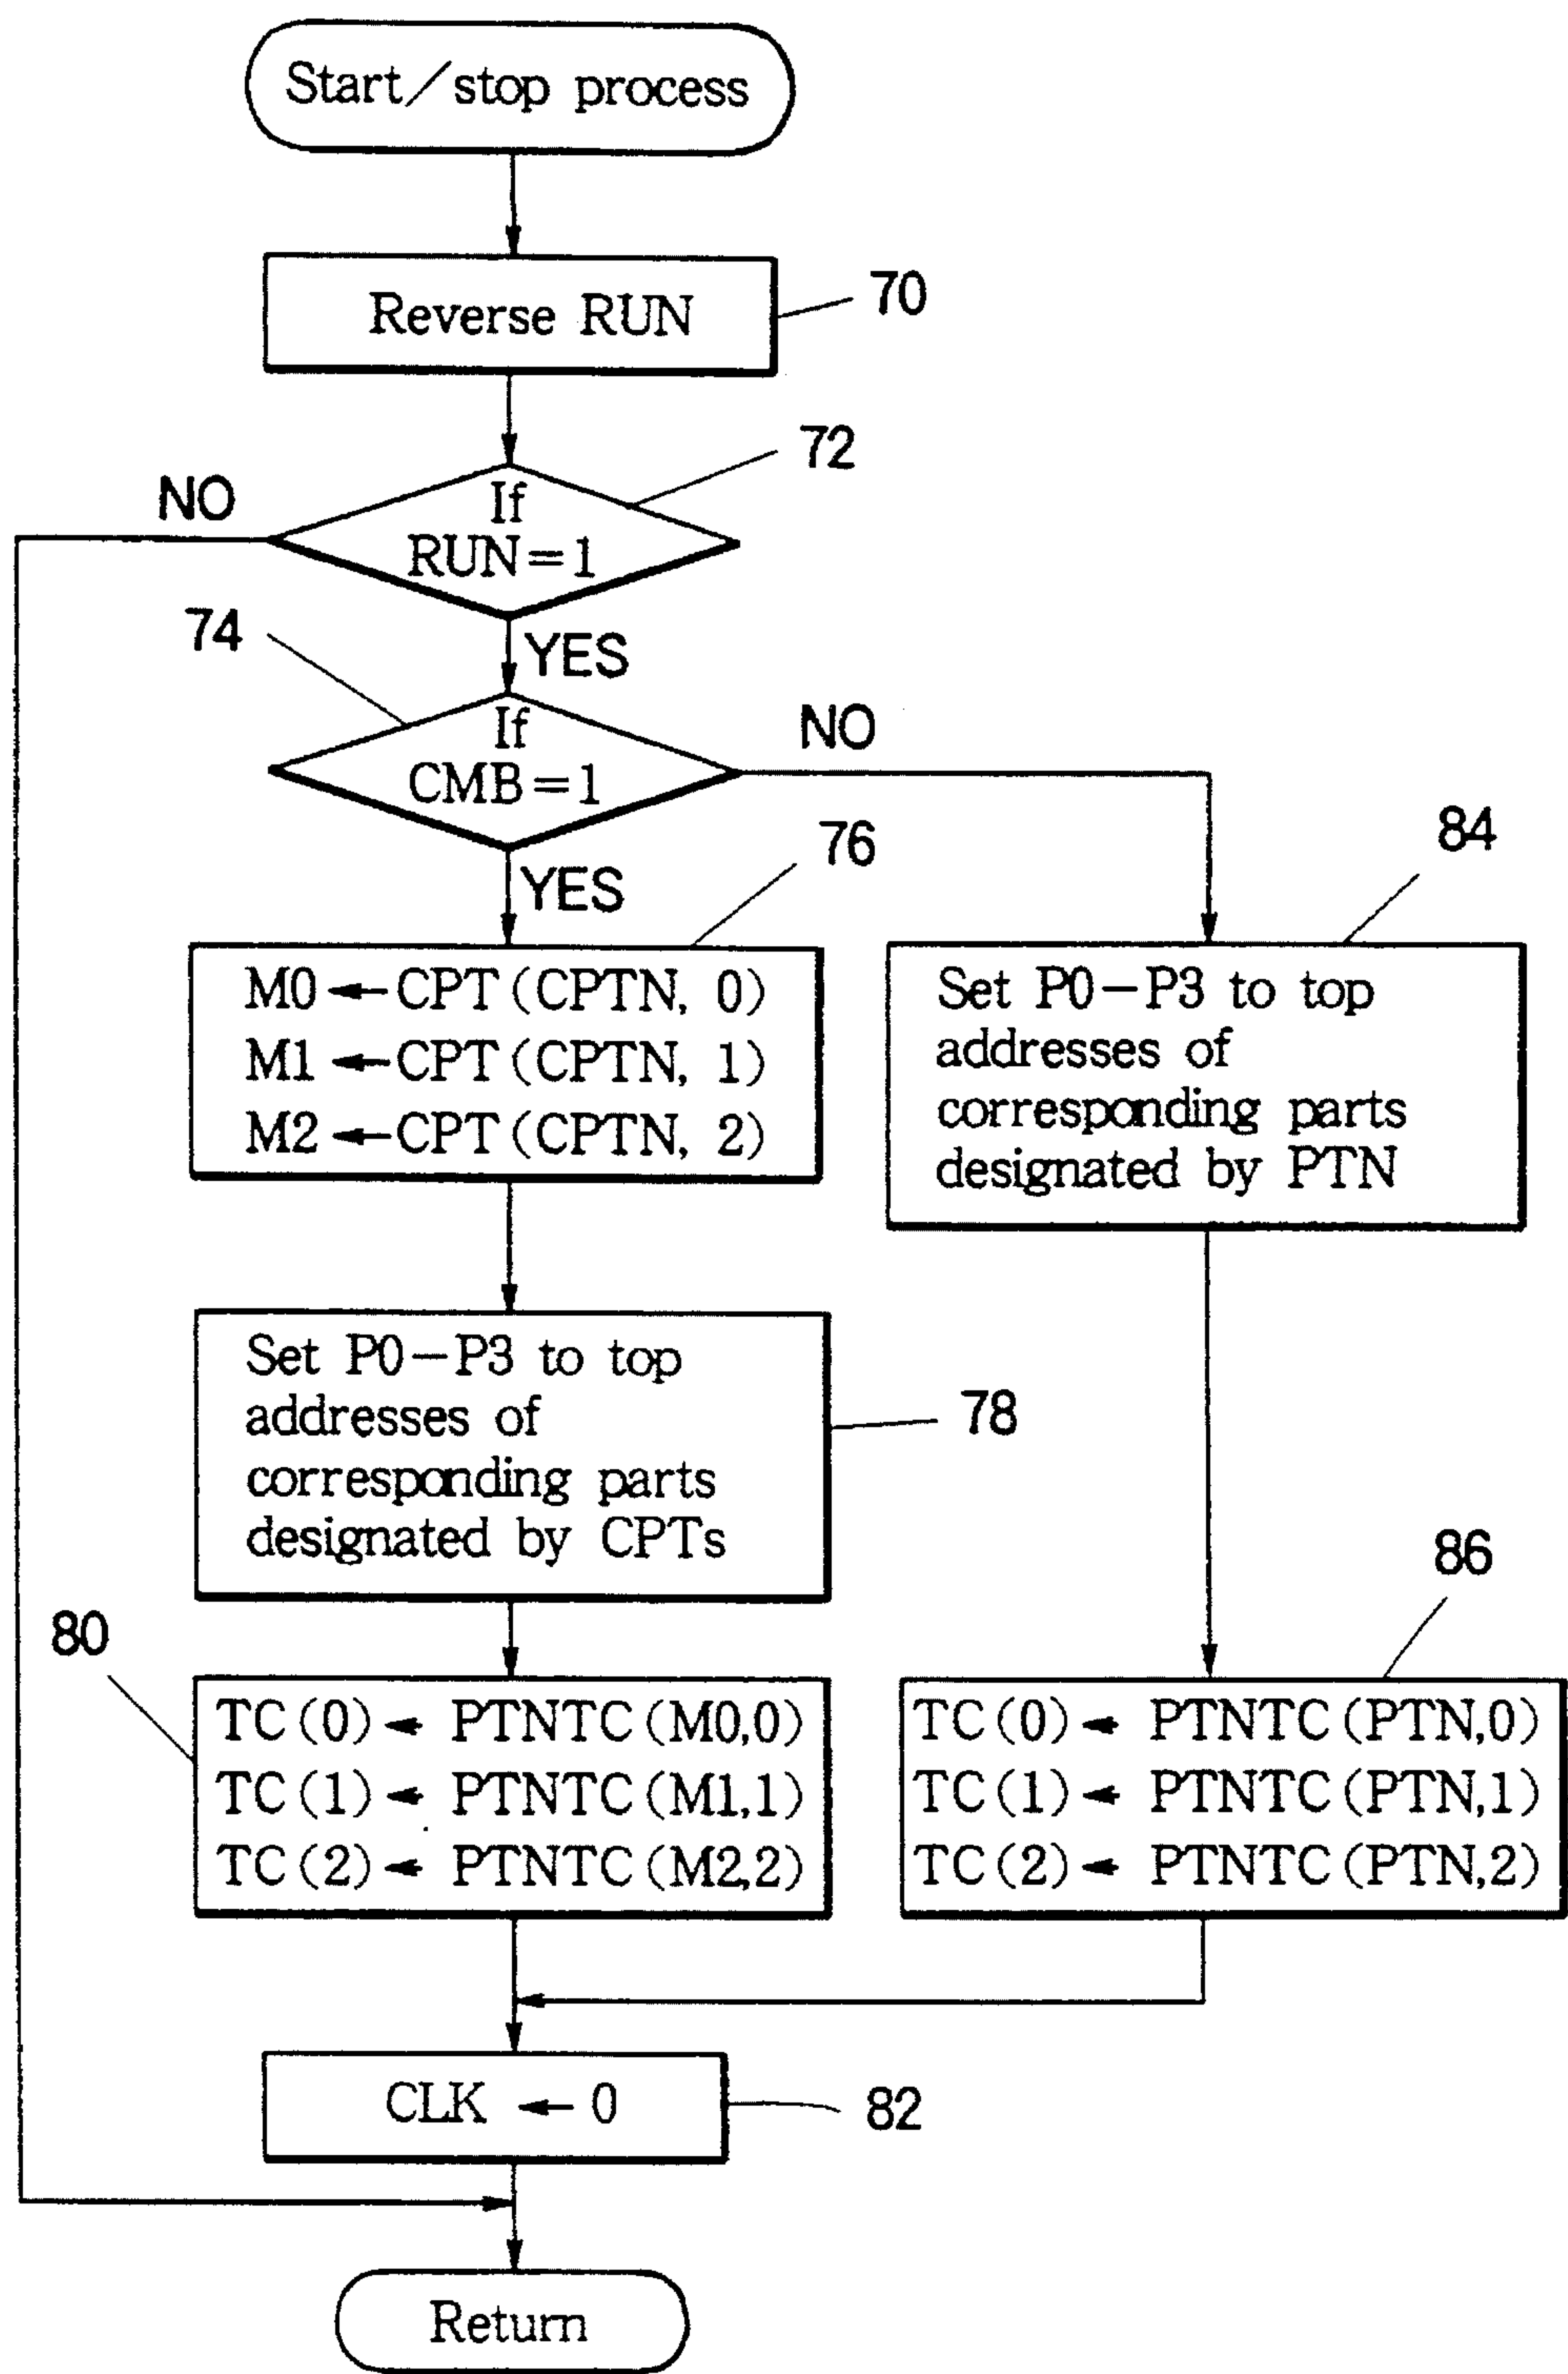 Start/stop process
Reverse RUN
70
72
NO
If
RUN=1
74
YES
If
CMB=1
NO
76
84
YES
M0←CPT(CPTN, 0)
M1←CPT(CPTN, 1)
M2←CPT(CPTN, 2)
Set P0-P3 to top
addresses of
corresponding parts
designated by PTN
Set P0-P3 to top
addresses of
corresponding parts
designated by CPTs
78
86
80
TC(0)← PTNTC(M0,0)
TC(1)← PTNTC(M1,1)
TC(2)← PTNTC(M2,2)
TC(0)← PTNTC(PTN,0)
TC(1)← PTNTC(PTN,1)
TC(2)← PTNTC(PTN,2)
CLK ← 0
82
Return